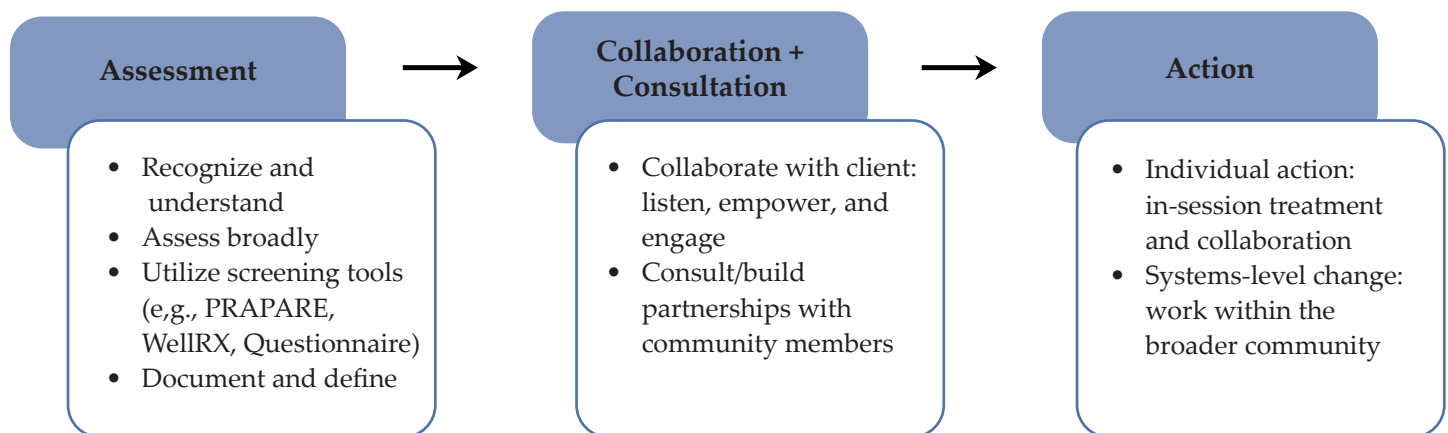 Assessment
• Recognize and
understand
• Assess broadly
• Utilize screening tools
(e,g., PRAPARE,
WellRX, Questionnaire)
• Document and define
Collaboration +
Consultation
• Collaborate with client:
listen, empower, and
engage
• Consult/build
partnerships with
community members
Action
• Individual action:
in-session treatment
and collaboration
• Systems-level change:
work within the
broader community